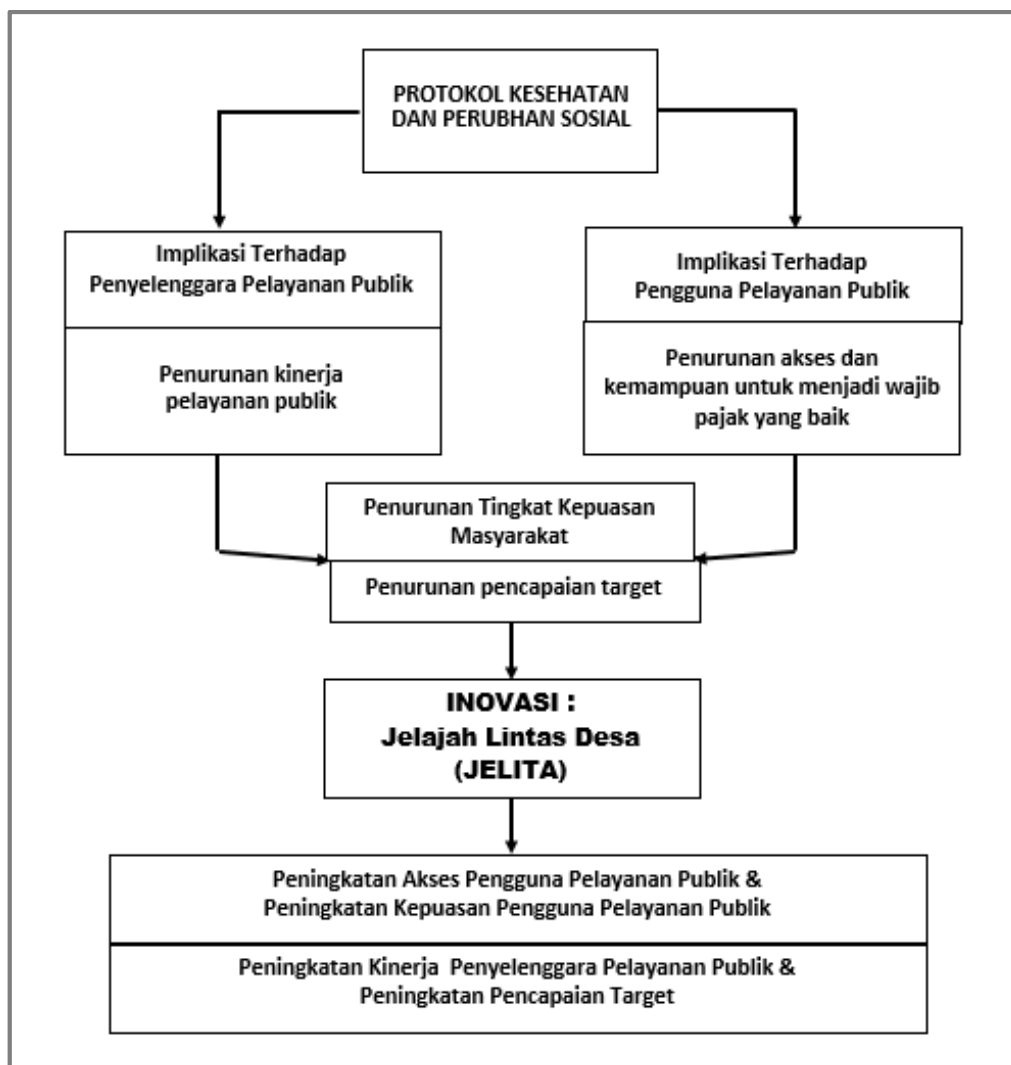 PROTOKOL KESEHATAN
DAN PERUBHAN SOSIAL
Implikasi Terhadap
Penyelenggara Pelayanan Publik
Penurunan kinerja
pelayanan publik
Implikasi Terhadap
Pengguna Pelayanan Publik
Penurunan akses dan
kemampuan untuk menjadi wajib
pajak yang baik
Penurunan Tingkat Kepuasan
Masyarakat
Penurunan pencapaian target
INOVASI :
Jelajah Lintas Desa
(JELITA)
Peningkatan Akses Pengguna Pelayanan Publik &
Peningkatan Kepuasan Pengguna Pelayanan Publik
Peningkatan Kinerja Penyelenggara Pelayanan Publik &
Peningkatan Pencapaian Target